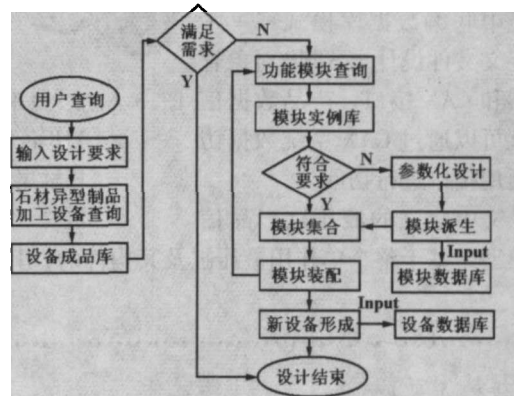 用户查询
输入设计要求
石材异型制品
加工设备查询
设备成品库
满足
需求
N
Y
功能模块查询
模块实例库
符合
要求
N
Y
参数化设计
模块集合
模块派生
Input
模块装配
模块数据库
Input
新设备形成
设备数据库
设计结束